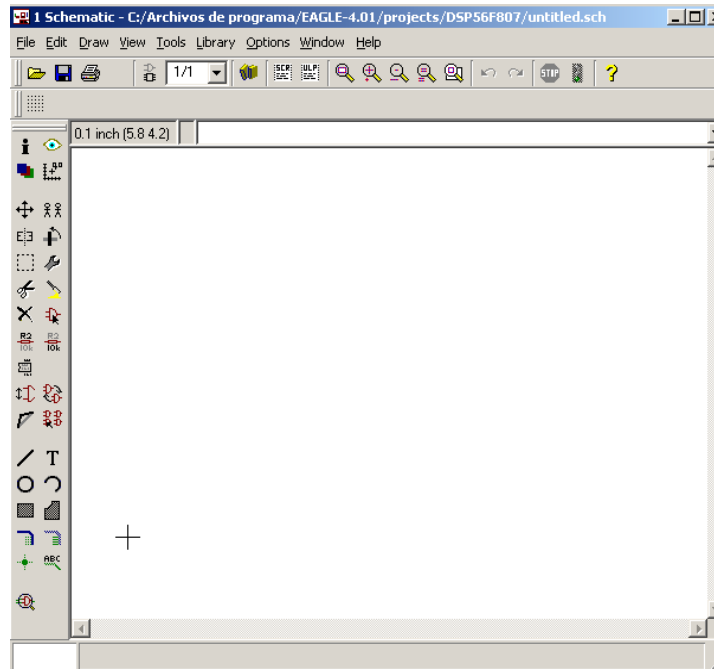 1 Schematic - C:/Archivos de programa/EAGLE-4.01/projects/DSP56F807/untitled.sch
File Edit Draw View Tools Library Options Window Help
1/1 SCR ULP STOP ?
0.1 inch (5.8 4.2)
i
R2 R2
10k 10k
T
ABC